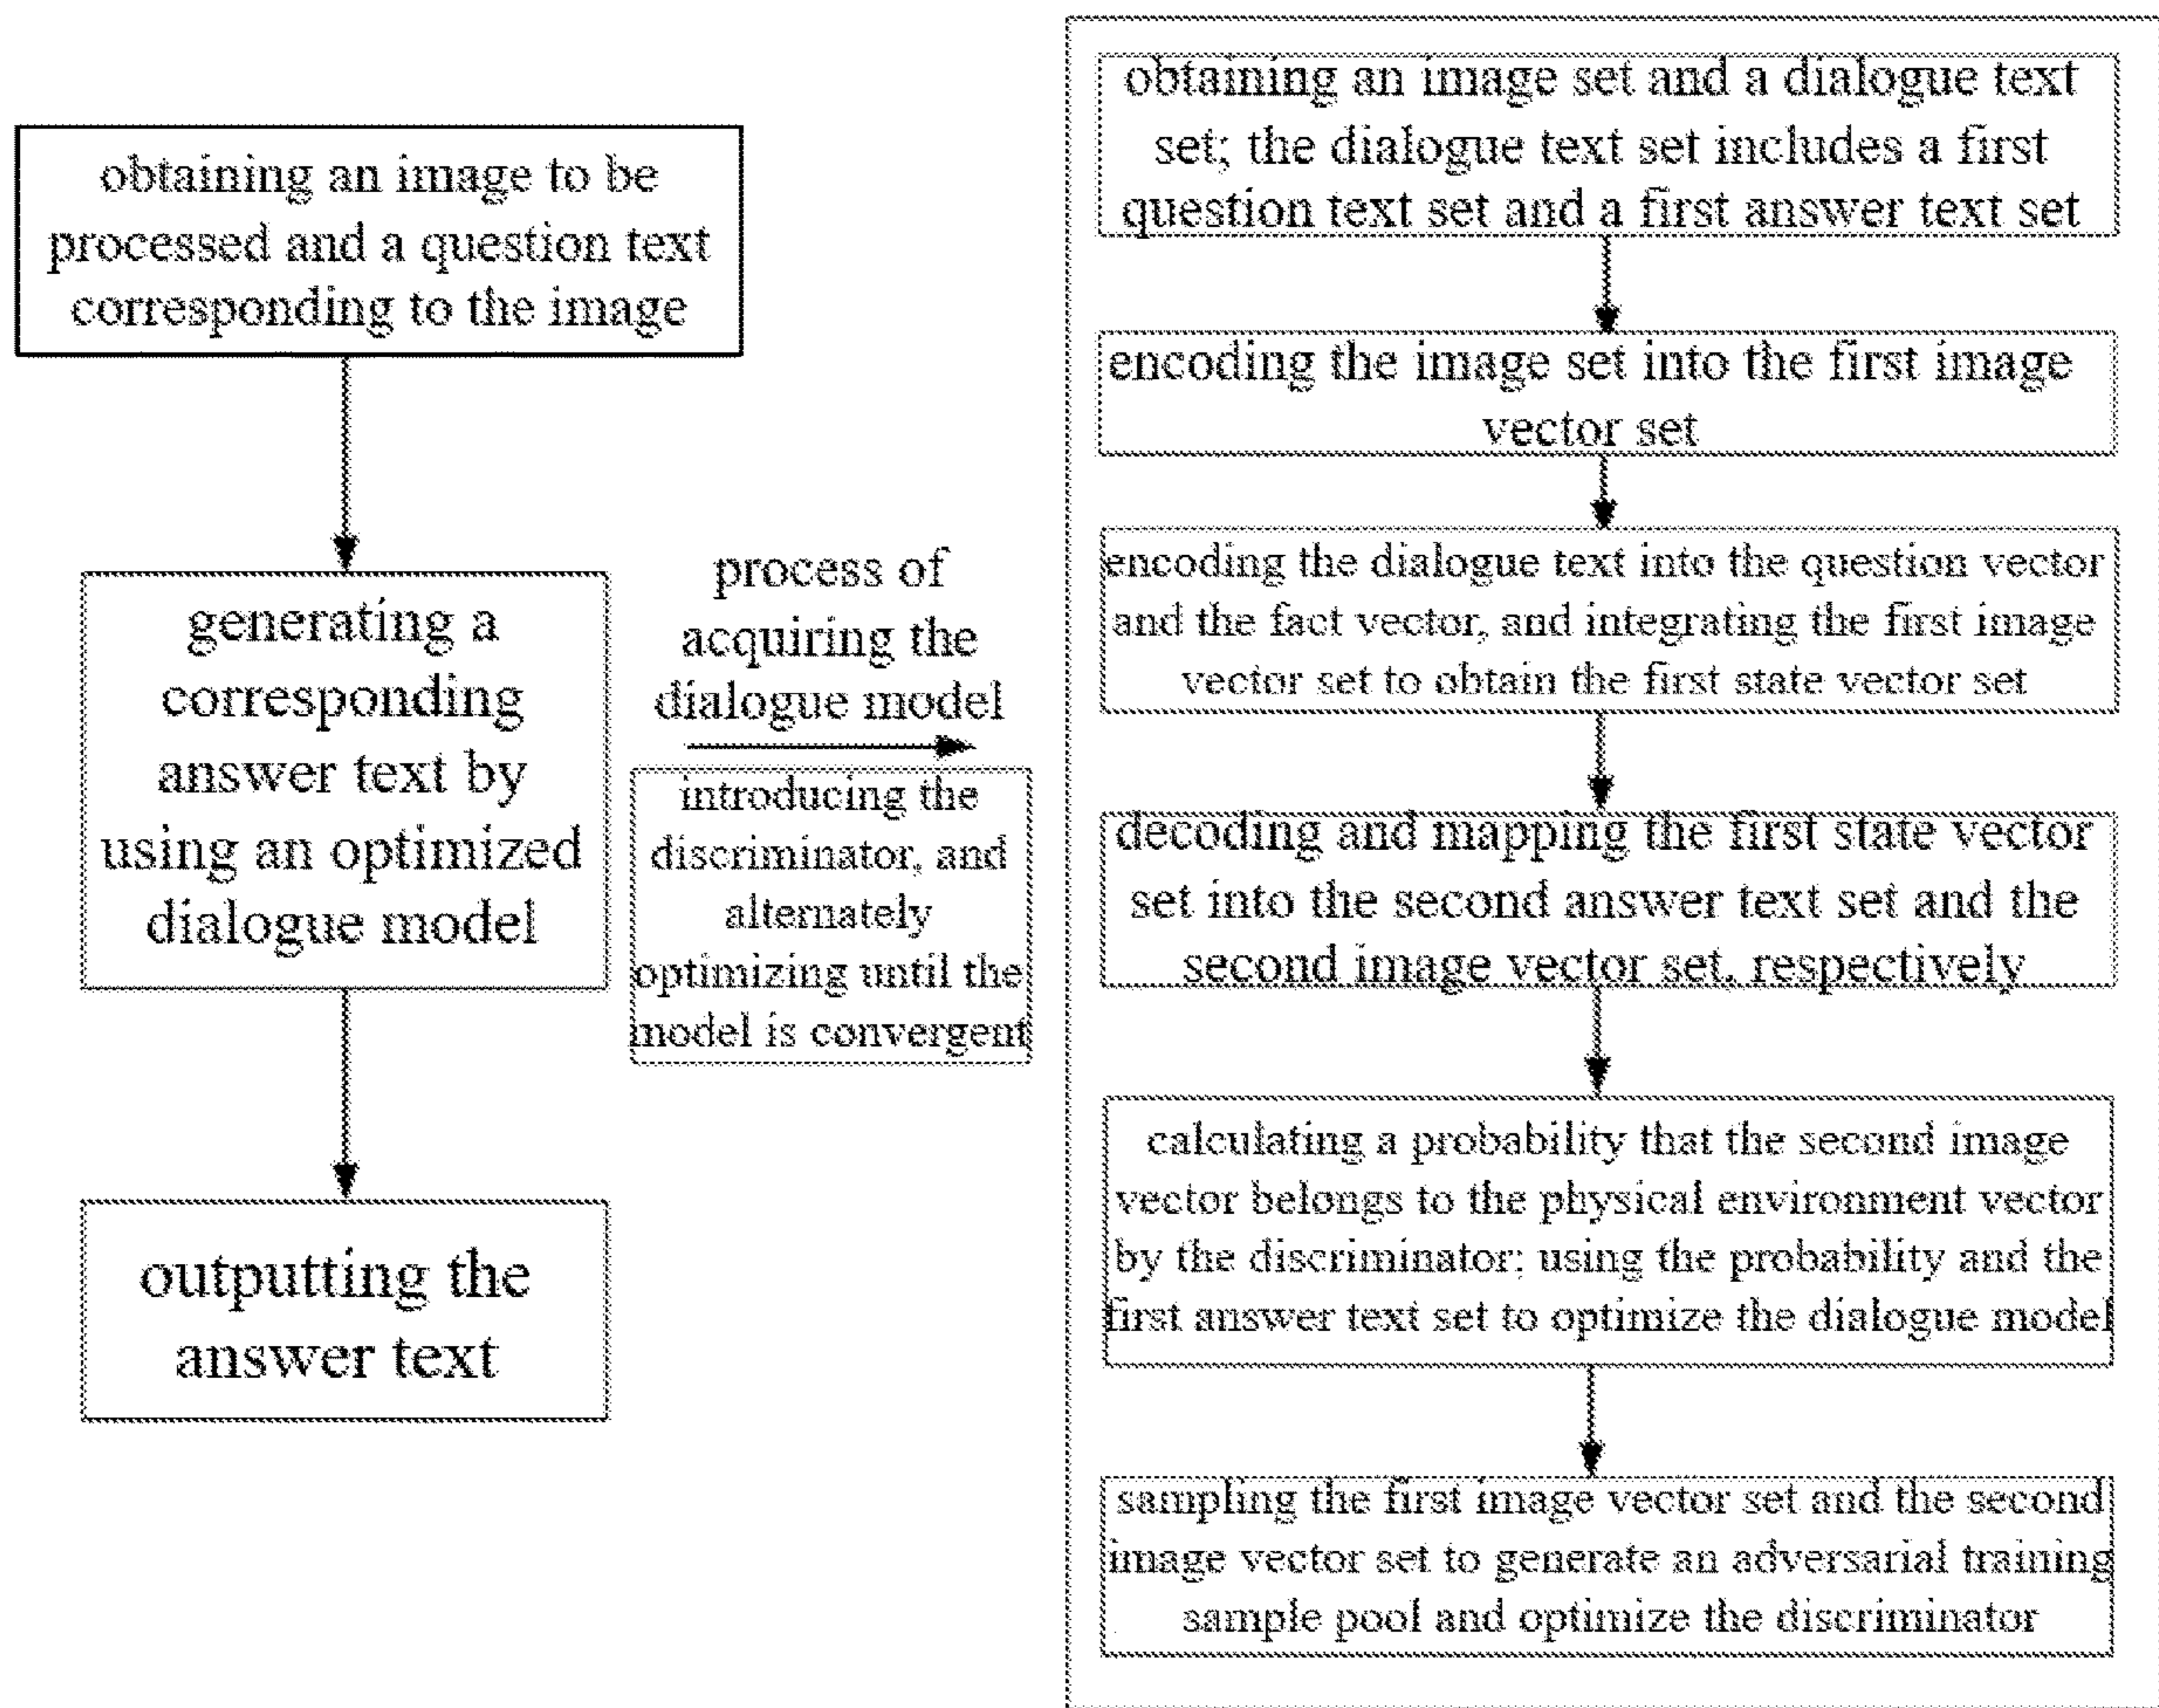 obtaining an image to be
processed and a question text
corresponding to the image
generating a
corresponding
answer text by
using an optimized
dialogue model
outputting the
answer text
process of
acquiring the
dialogue model
introducing the
discriminator, and
alternately
optimizing until the
model is convergent
obtaining an image set and a dialogue text
set; the dialogue text set includes a first
question text set and a first answer text set
encoding the image set into the first image
vector set
encoding the dialogue text into the question vector
and the fact vector, and integrating the first image
vector set to obtain the first state vector set
decoding and mapping the first state vector
set into the second answer text set and the
second image vector set, respectively
calculating a probability that the second image
vector belongs to the physical environment vector
by the discriminator; using the probability and the
first answer text set to optimize the dialogue model
sampling the first image vector set and the second
image vector set to generate an adversarial training
sample pool and optimize the discriminator